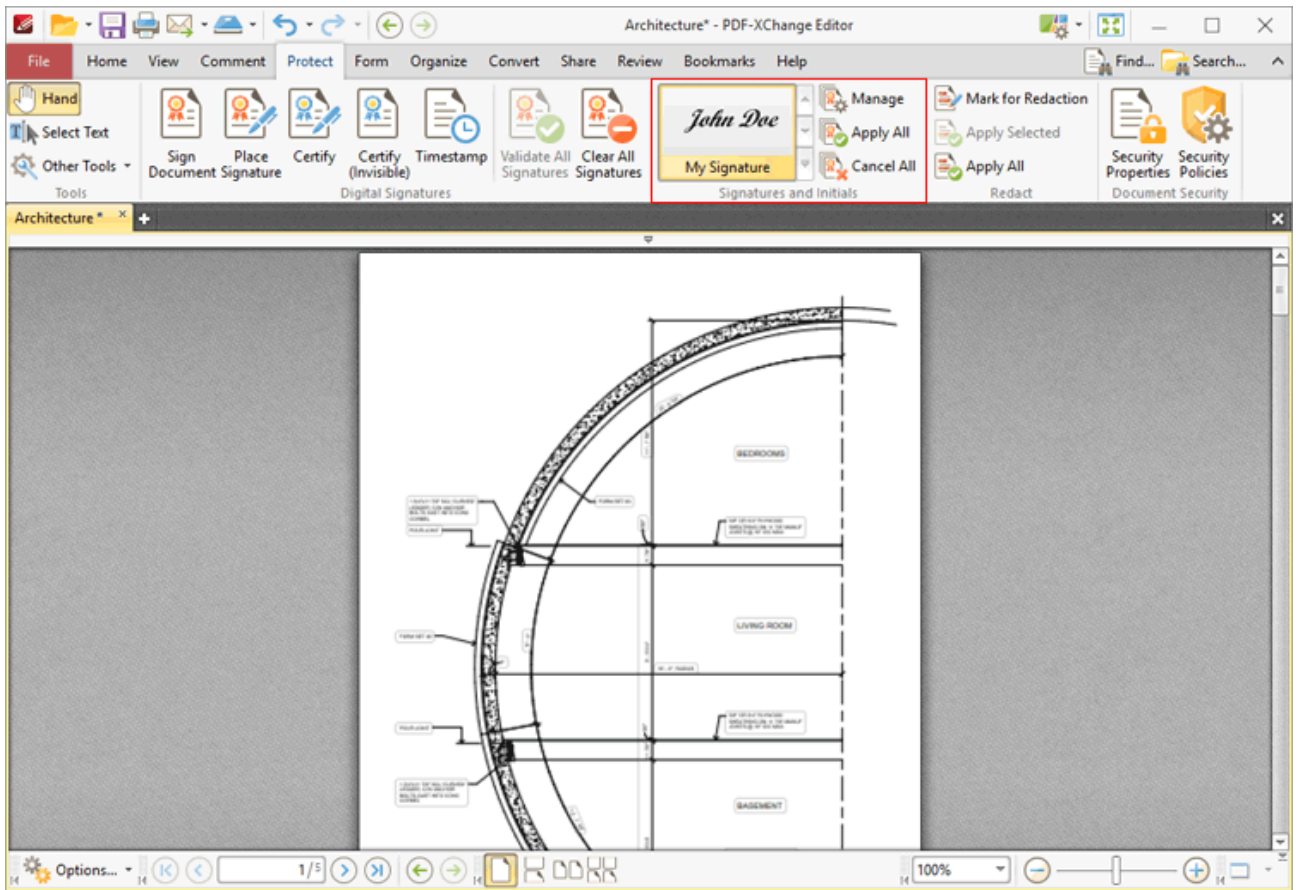 Architecture* - PDF-XChange Editor
File Home View Comment Protect Form Organize Convert Share Review Bookmarks Help Find... Search...
Hand
Select Text
Other Tools
Tools
Sign Document
Place Signature
Certify
Certify (Invisible)
Timestamp
Digital Signatures
Validate All Signatures
Clear All Signatures
John Doe
My Signature
Manage
Apply All
Cancel All
Signatures and Initials
Mark for Redaction
Apply Selected
Apply All
Redact
Security Properties
Security Policies
Document Security
Architecture *
BEDROOMS
LIVING ROOM
BASEMENT
Options... 1/5 100%